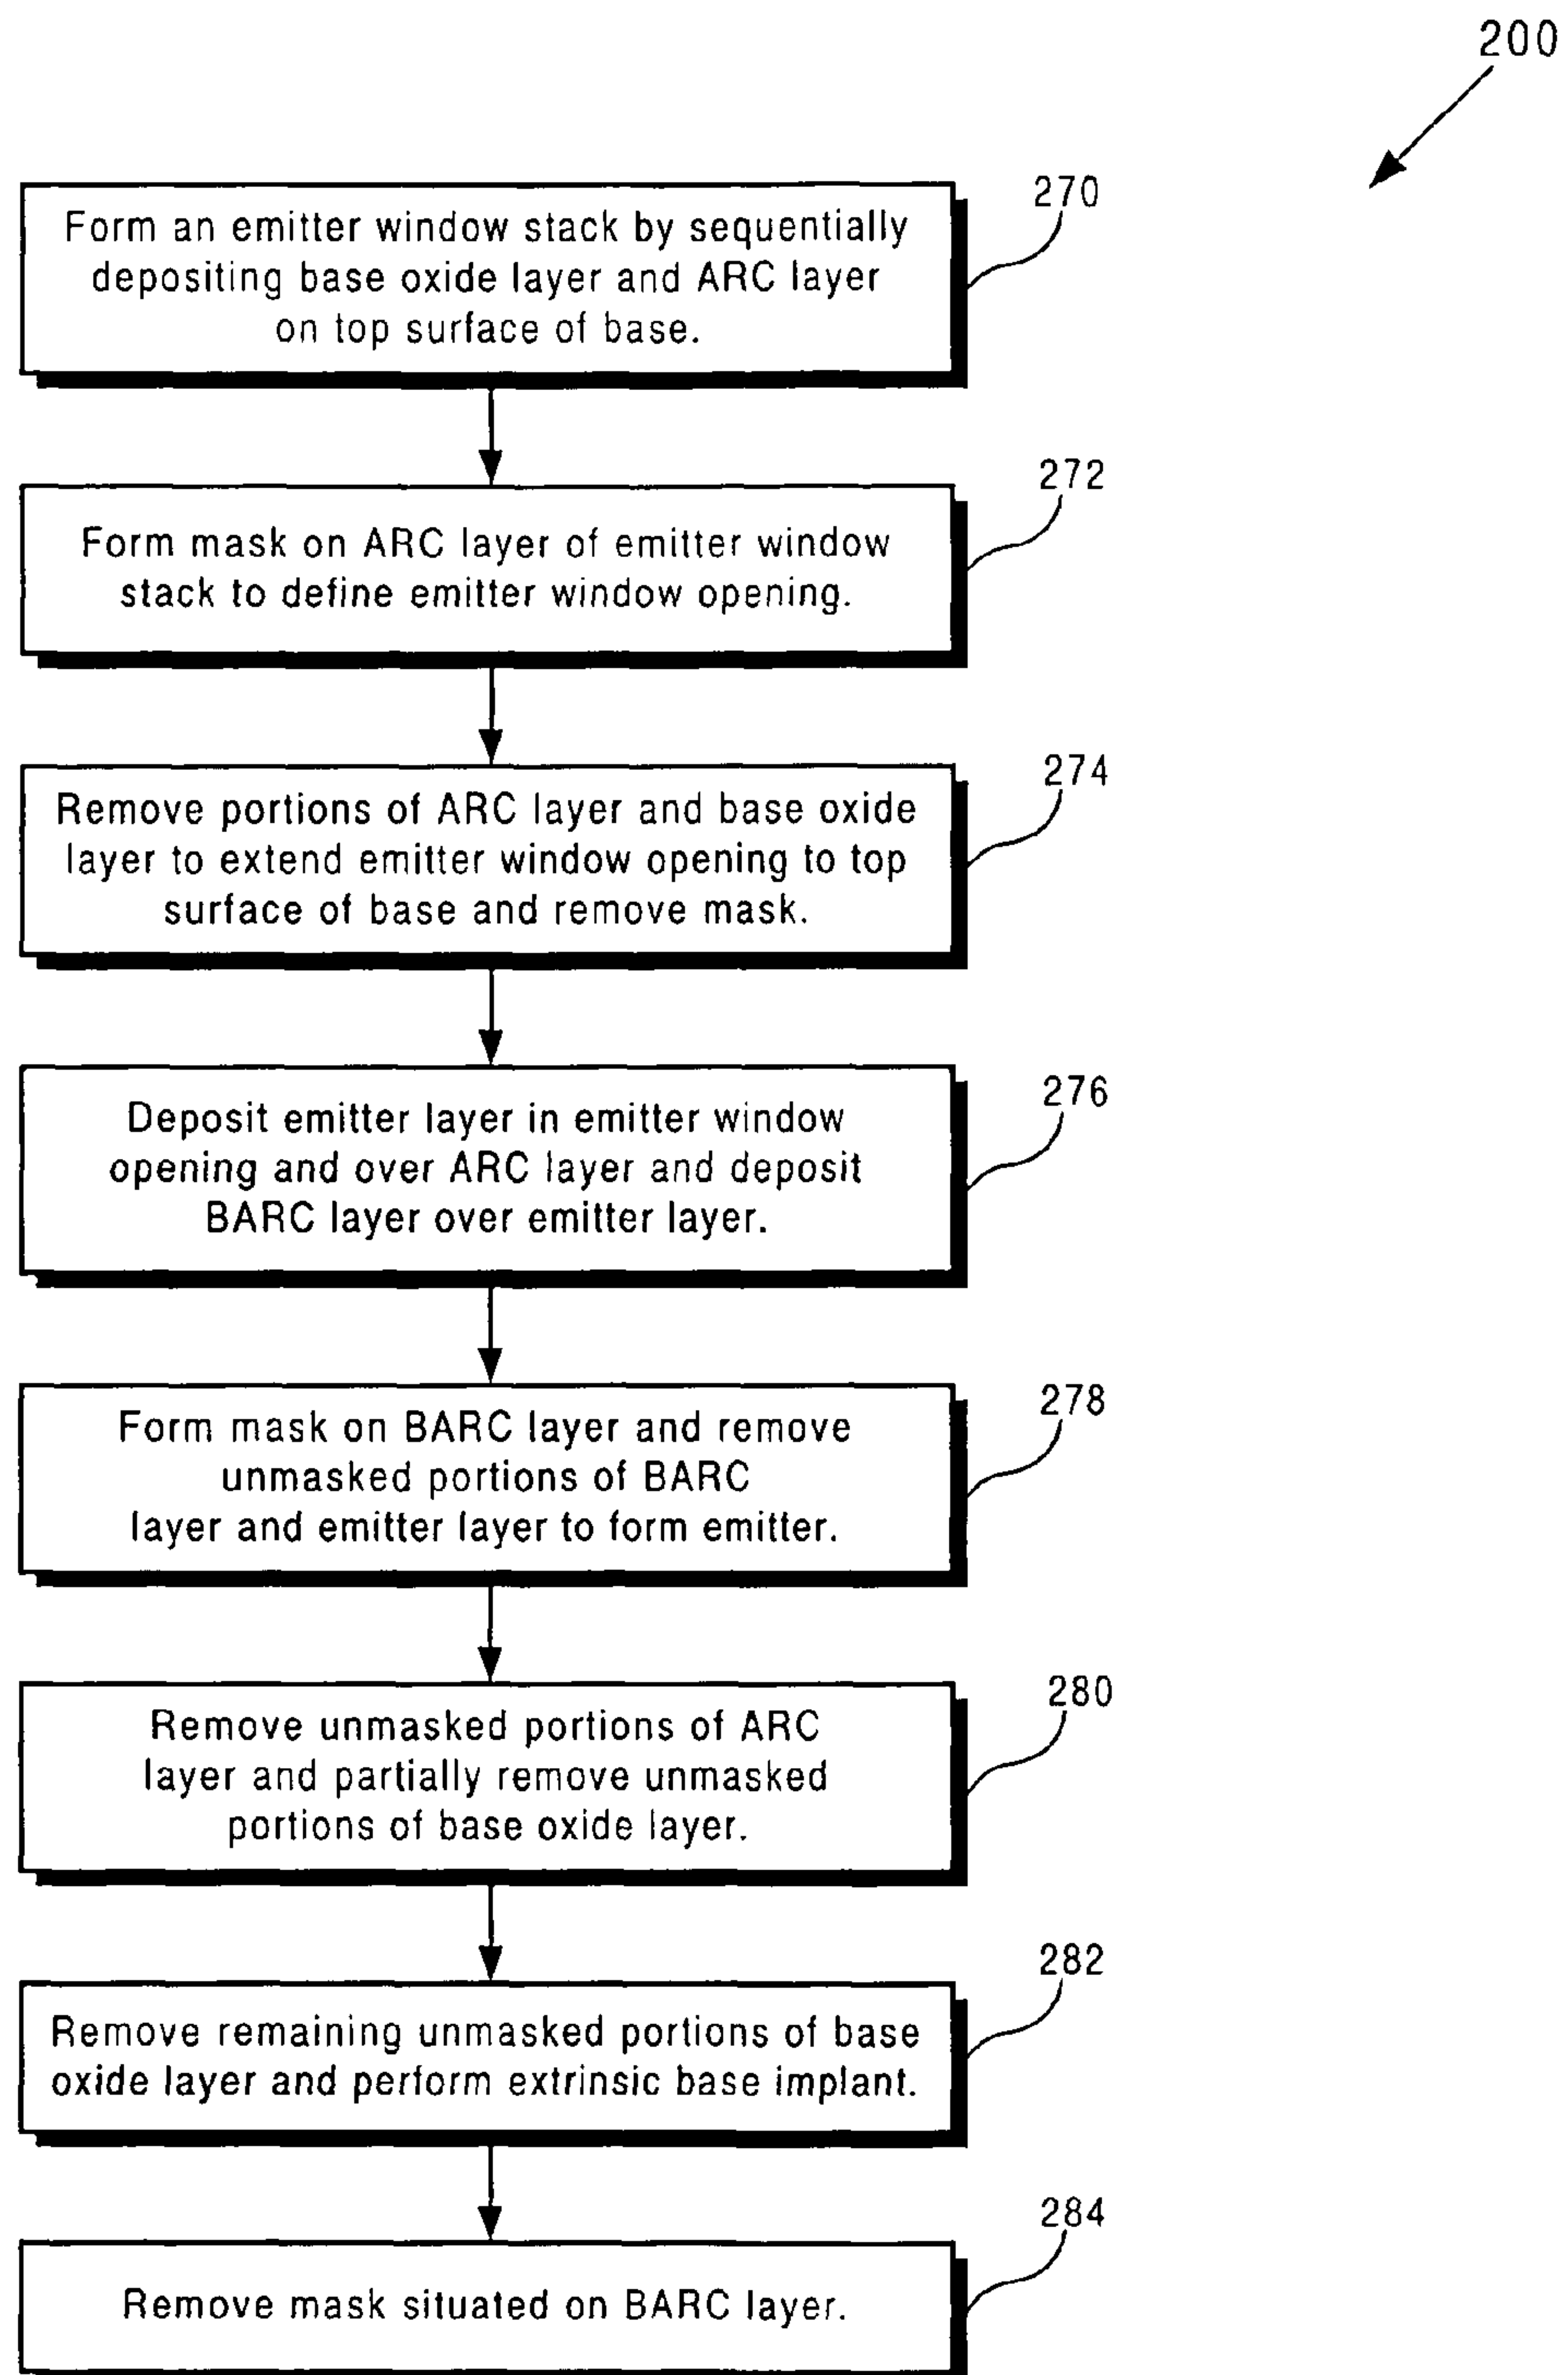 200
270
Form an emitter window stack by sequentially
depositing base oxide layer and ARC layer
on top surface of base.
272
Form mask on ARC layer of emitter window
stack to define emitter window opening.
274
Remove portions of ARC layer and base oxide
layer to extend emitter window opening to top
surface of base and remove mask.
276
Deposit emitter layer in emitter window
opening and over ARC layer and deposit
BARC layer over emitter layer.
278
Form mask on BARC layer and remove
unmasked portions of BARC
layer and emitter layer to form emitter.
280
Remove unmasked portions of ARC
layer and partially remove unmasked
portions of base oxide layer.
282
Remove remaining unmasked portions of base
oxide layer and perform extrinsic base implant.
284
Remove mask situated on BARC layer.